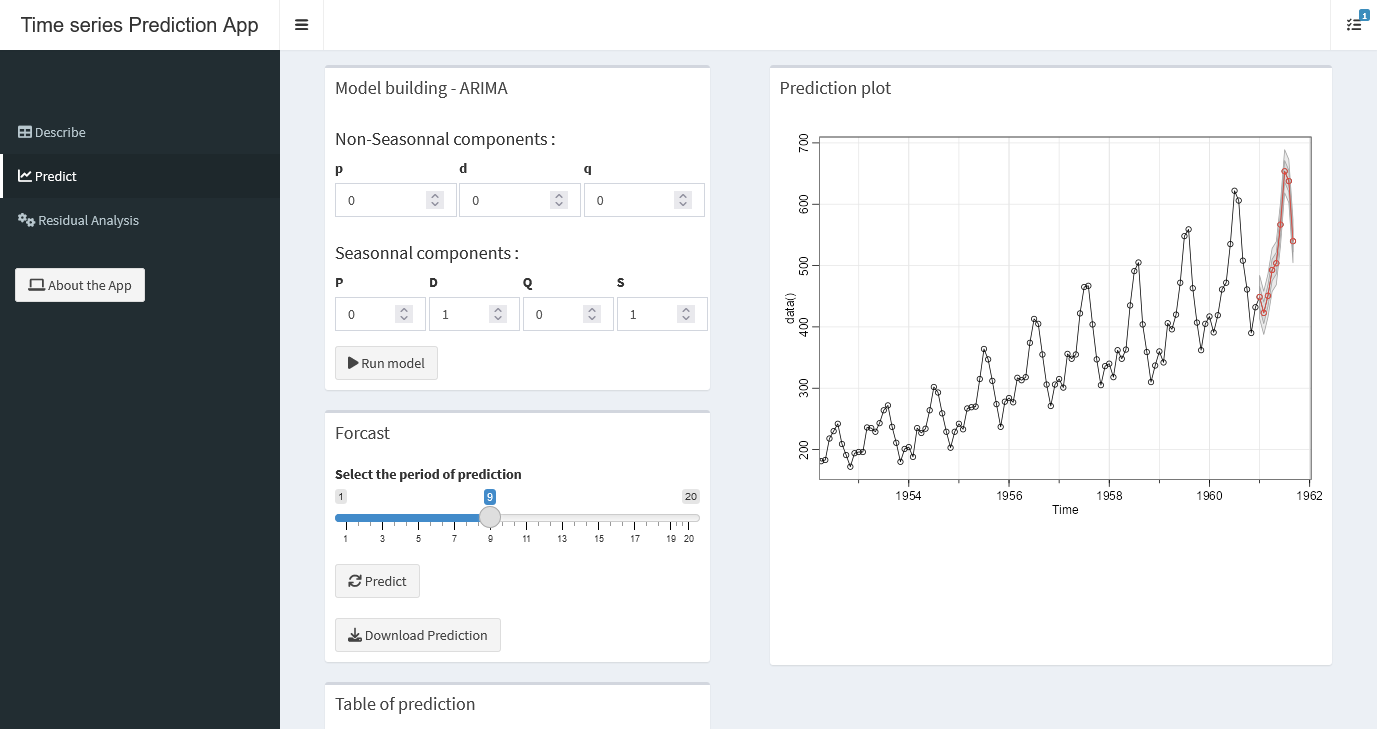 Time series Prediction App
1
Describe
Predict
Residual Analysis
About the App
Model building - ARIMA
Non-Seasonnal components :
p d q
0 0 0
Seasonnal components :
P D Q S
0 1 0 1
Run model
Forcast
Select the period of prediction
1 9 20
1 3 5 7 9 11 13 15 17 19 20
Predict
Download Prediction
Table of prediction
Prediction plot
700
600
500
400
300
200
data()
1954 1956 1958 1960 1962
Time